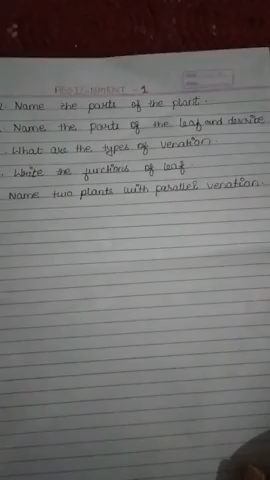 ASSIGNMENT - 1
Name the parts of the plant.
Name the parts of the leaf and describe
What are the types of venation.
Write the functions of leaf.
Name two plants with parallel venation.